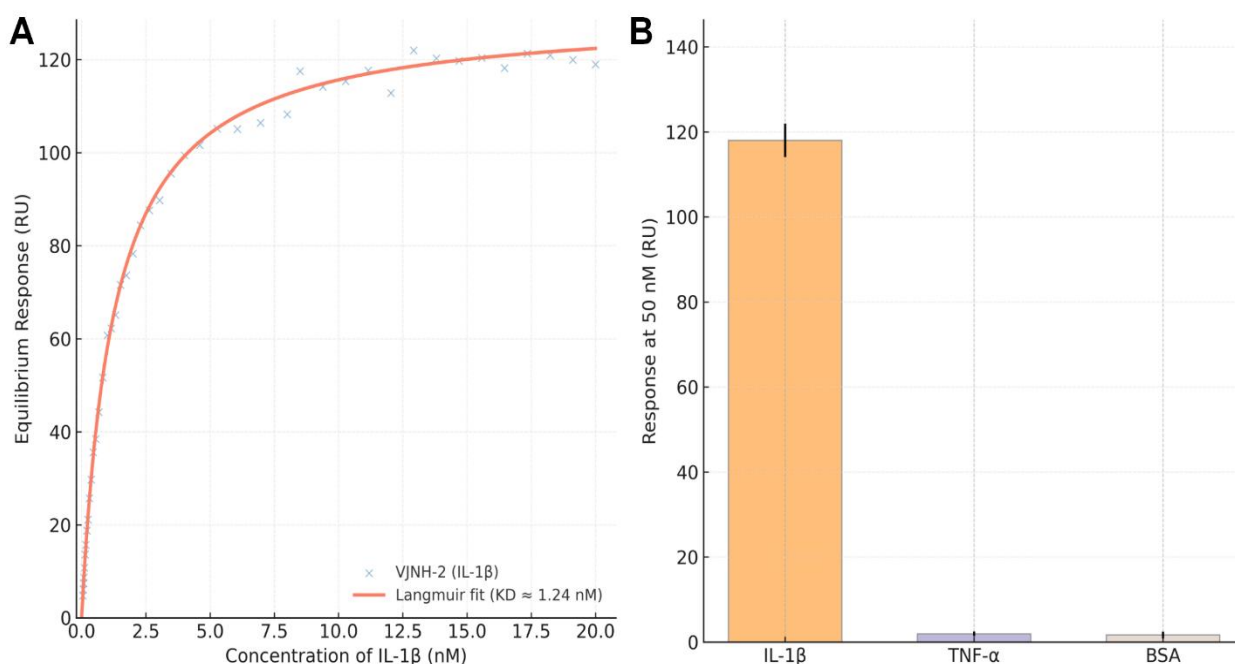 A
Equilibrium Response (RU)
120
100
80
60
40
20
0
0.0 2.5 5.0 7.5 10.0 12.5 15.0 17.5 20.0
Concentration of IL-1β (nM)
VJNH-2 (IL-1β)
Langmuir fit (KD ≈ 1.24 nM)
B
Response at 50 nM (RU)
140
120
100
80
60
40
20
0
IL-1β TNF-α BSA